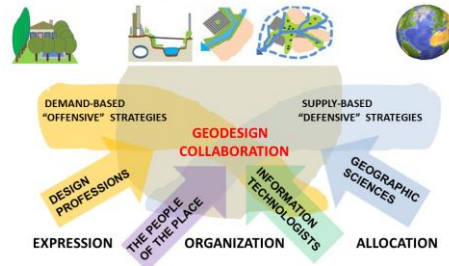 DEMAND-BASED
"OFFENSIVE" STRATEGIES
SUPPLY-BASED
"DEFENSIVE" STRATEGIES
GEODESIGN
COLLABORATION
DESIGN
PROFESSIONS
THE PEOPLE
OF THE PLACE
INFORMATION
TECHNOLOGISTS
GEOGRAPHIC
SCIENCES
EXPRESSION
ORGANIZATION
ALLOCATION